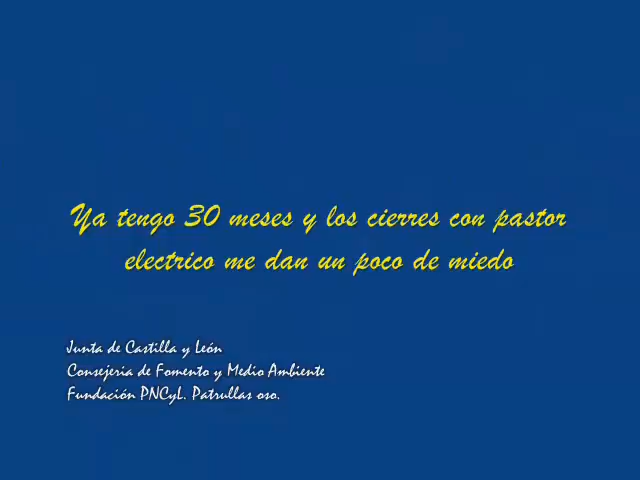 Ya tengo 30 meses y los cierres con pastor
electrico me dan un poco de miedo
Junta de Castilla y León
Consejeria de Fomento y Medio Ambiente
Fundación PNCyL. Patrullas oso.